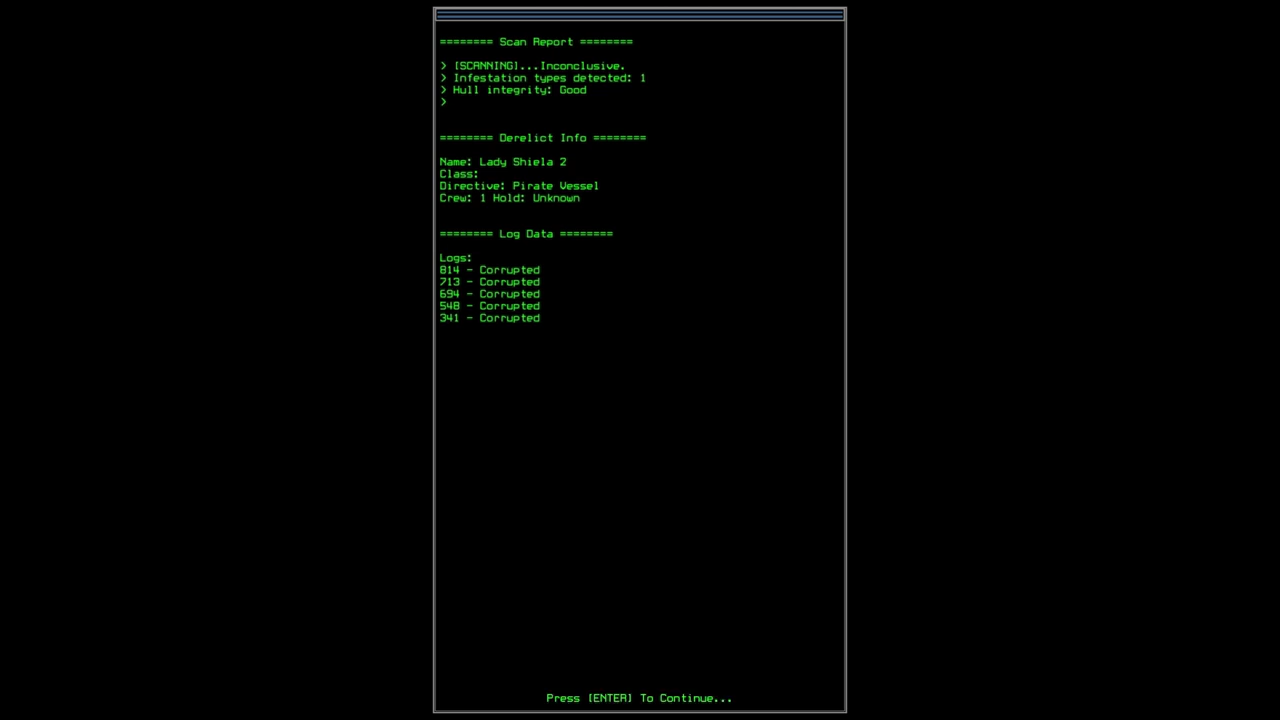 ======== Scan Report ========
> [SCANNING]...Inconclusive.
> Infestation types detected: 1
> Hull integrity: Good
>
======== Derelict Info ========
Name: Lady Shiela 2
Class:
Directive: Pirate Vessel
Crew: 1 Hold: Unknown
======== Log Data ========
Logs:
814 - Corrupted
713 - Corrupted
694 - Corrupted
548 - Corrupted
341 - Corrupted
Press [ENTER] To Continue...